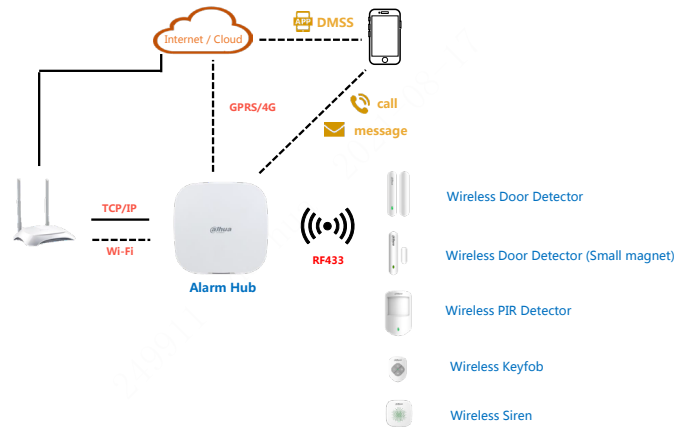 APP DMSS
Internet / Cloud
GPRS/4G
call
message
TCP/IP
Wi-Fi
alhua
RF433
Alarm Hub
Wireless Door Detector
Wireless Door Detector (Small magnet)
Wireless PIR Detector
Wireless Keyfob
Wireless Siren